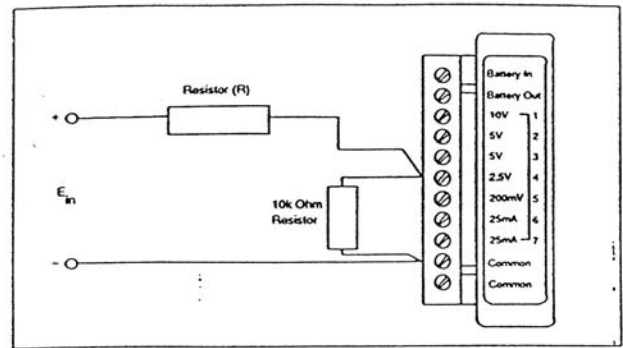 Resistor (R)
+
E in
-
10k Ohm
Resistor
Battery In
Battery Out
10V 1
5V 2
5V 3
2.5V 4
200mV 5
25mA 6
25mA 7
Common
Common